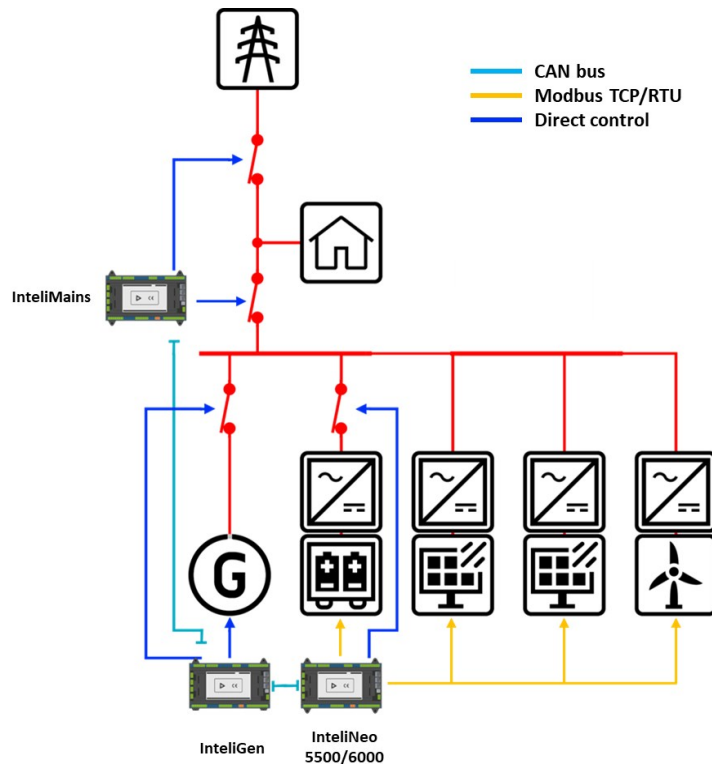 CAN bus
Modbus TCP/RTU
Direct control
InteliMains
G
InteliGen
InteliNeo
5500/6000